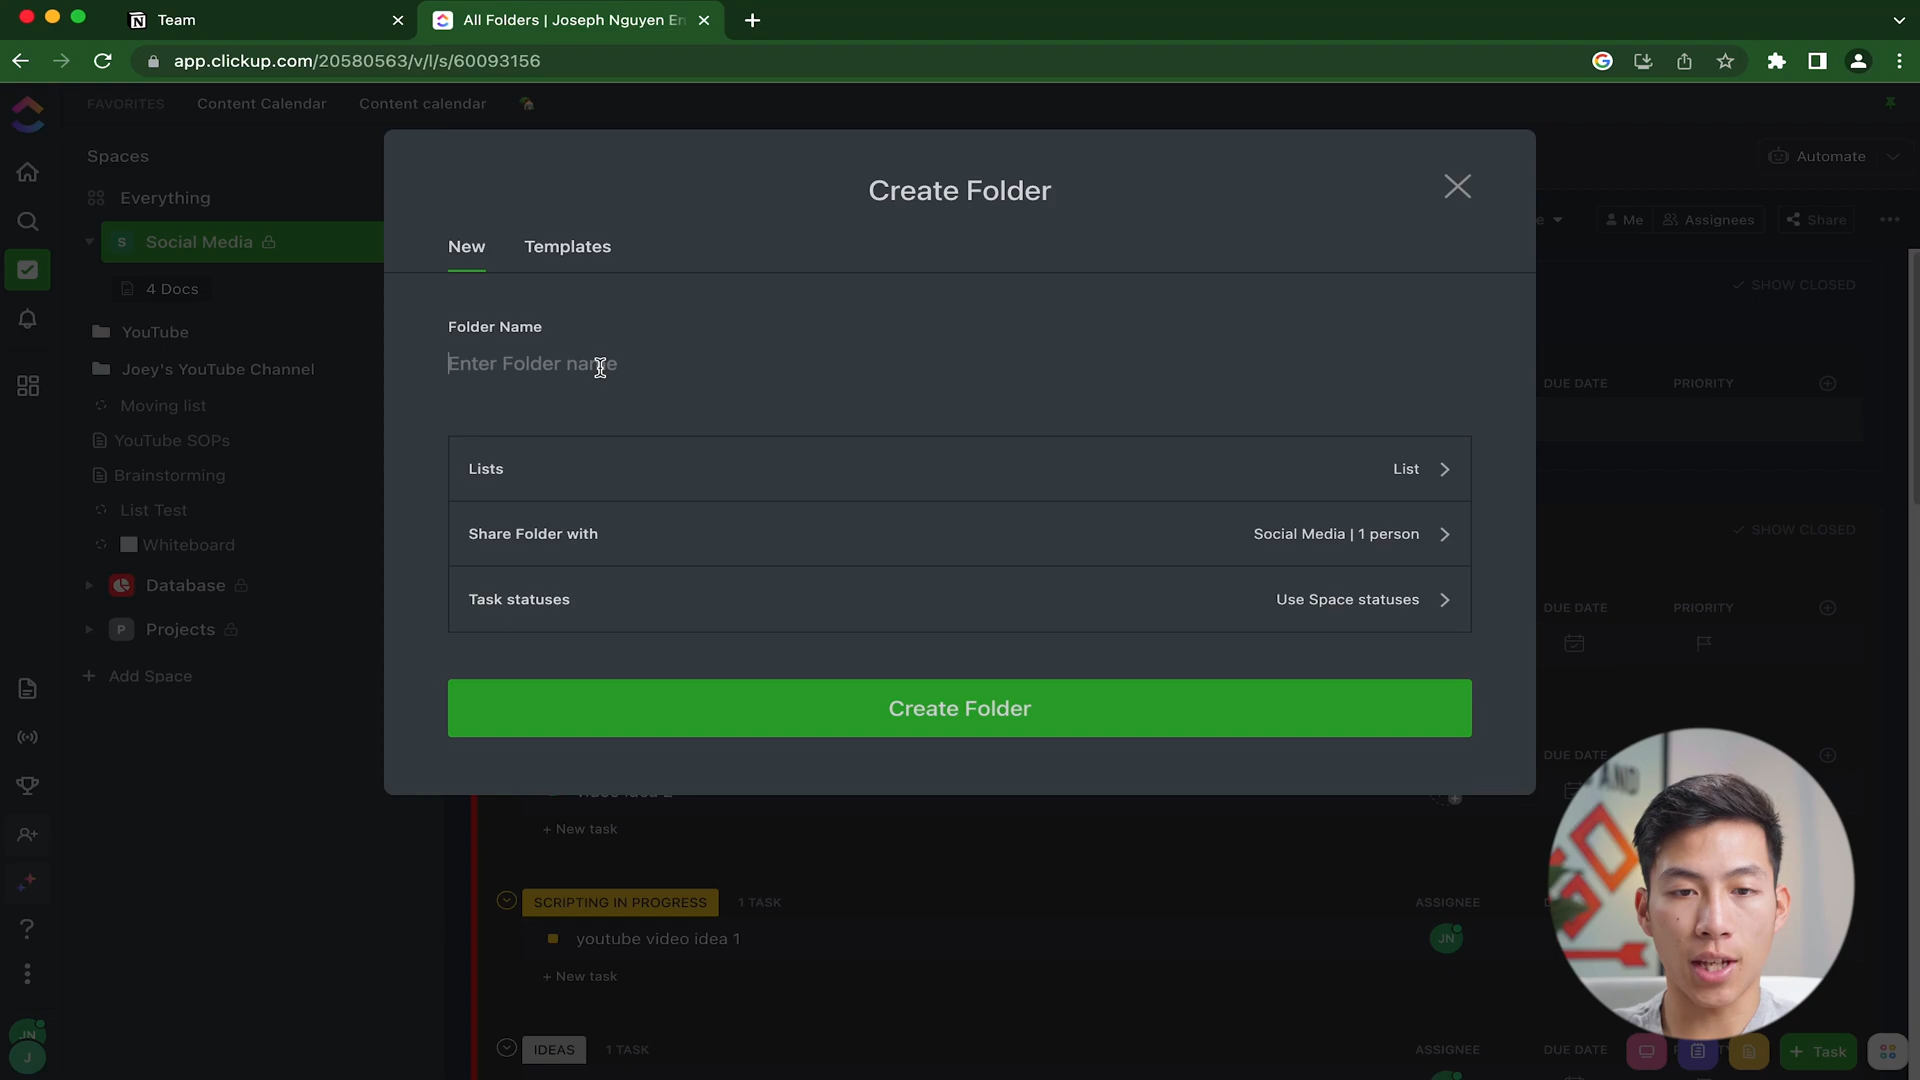 Team
All Folders | Joseph Nguyen En
app.clickup.com/20580563/v/l/s/60093156
FAVORITES Content Calendar Content calendar
Spaces
Everything
S Social Media
4 Docs
YouTube
Joey's YouTube Channel
Moving list
YouTube SOPs
Brainstorming
List Test
Whiteboard
Database
P Projects
+ Add Space
Create Folder
New Templates
Folder Name
Enter Folder name
Lists List
Share Folder with Social Media | 1 person
Task statuses Use Space statuses
Create Folder
Automate
Me Assignees Share
SHOW CLOSED
DUE DATE PRIORITY
SHOW CLOSED
DUE DATE PRIORITY
DUE DATE
+ New task
SCRIPTING IN PROGRESS 1 TASK ASSIGNEE
youtube video idea 1 JN
+ New task
IDEAS 1 TASK ASSIGNEE DUE DATE
+ Task
JN
J